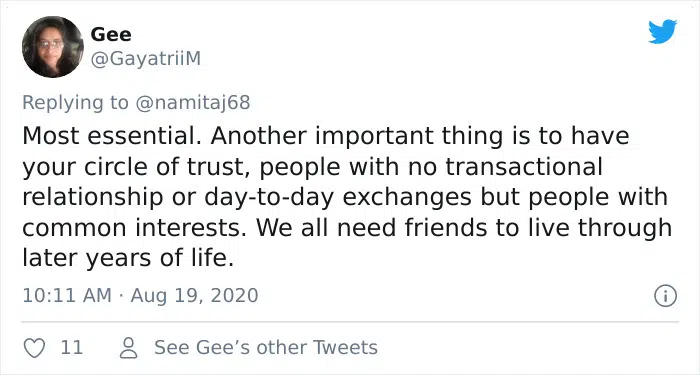 Gee
@GayatriiM
Replying to @namitaj68
Most essential. Another important thing is to have
your circle of trust, people with no transactional
relationship or day-to-day exchanges but people with
common interests. We all need friends to live through
later years of life.
10:11 AM · Aug 19, 2020
11
See Gee’s other Tweets